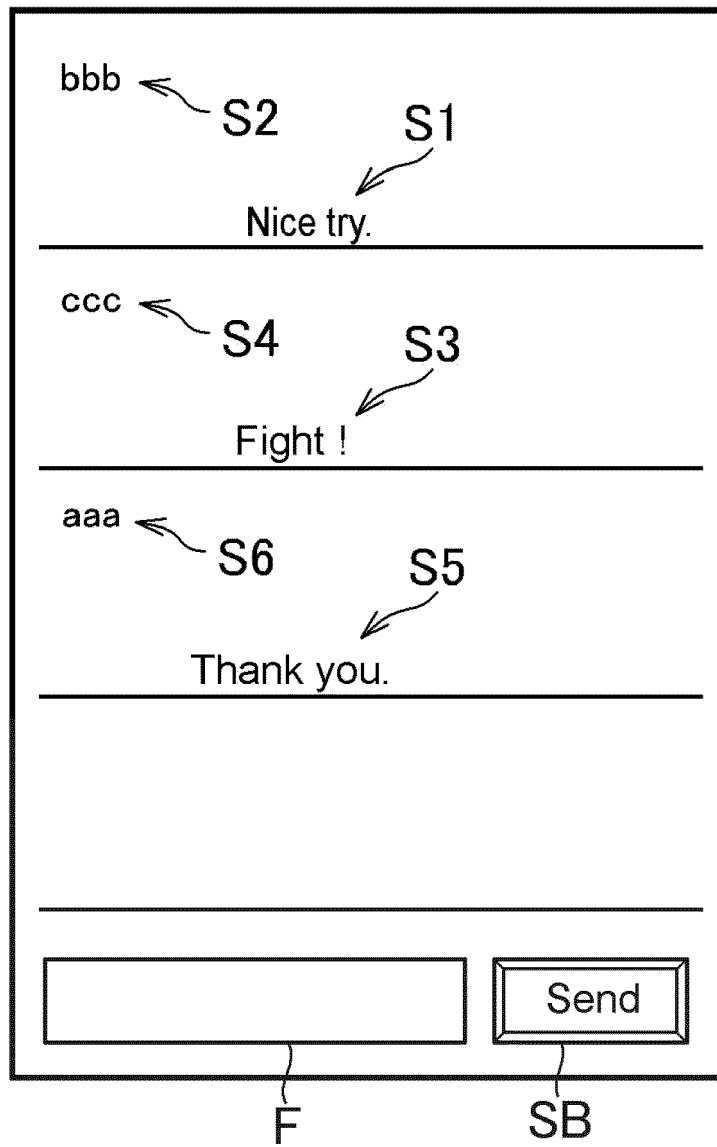 bbb
S2
S1
Nice try.
ccc
S4
S3
Fight !
aaa
S6
S5
Thank you.
Send
F
SB